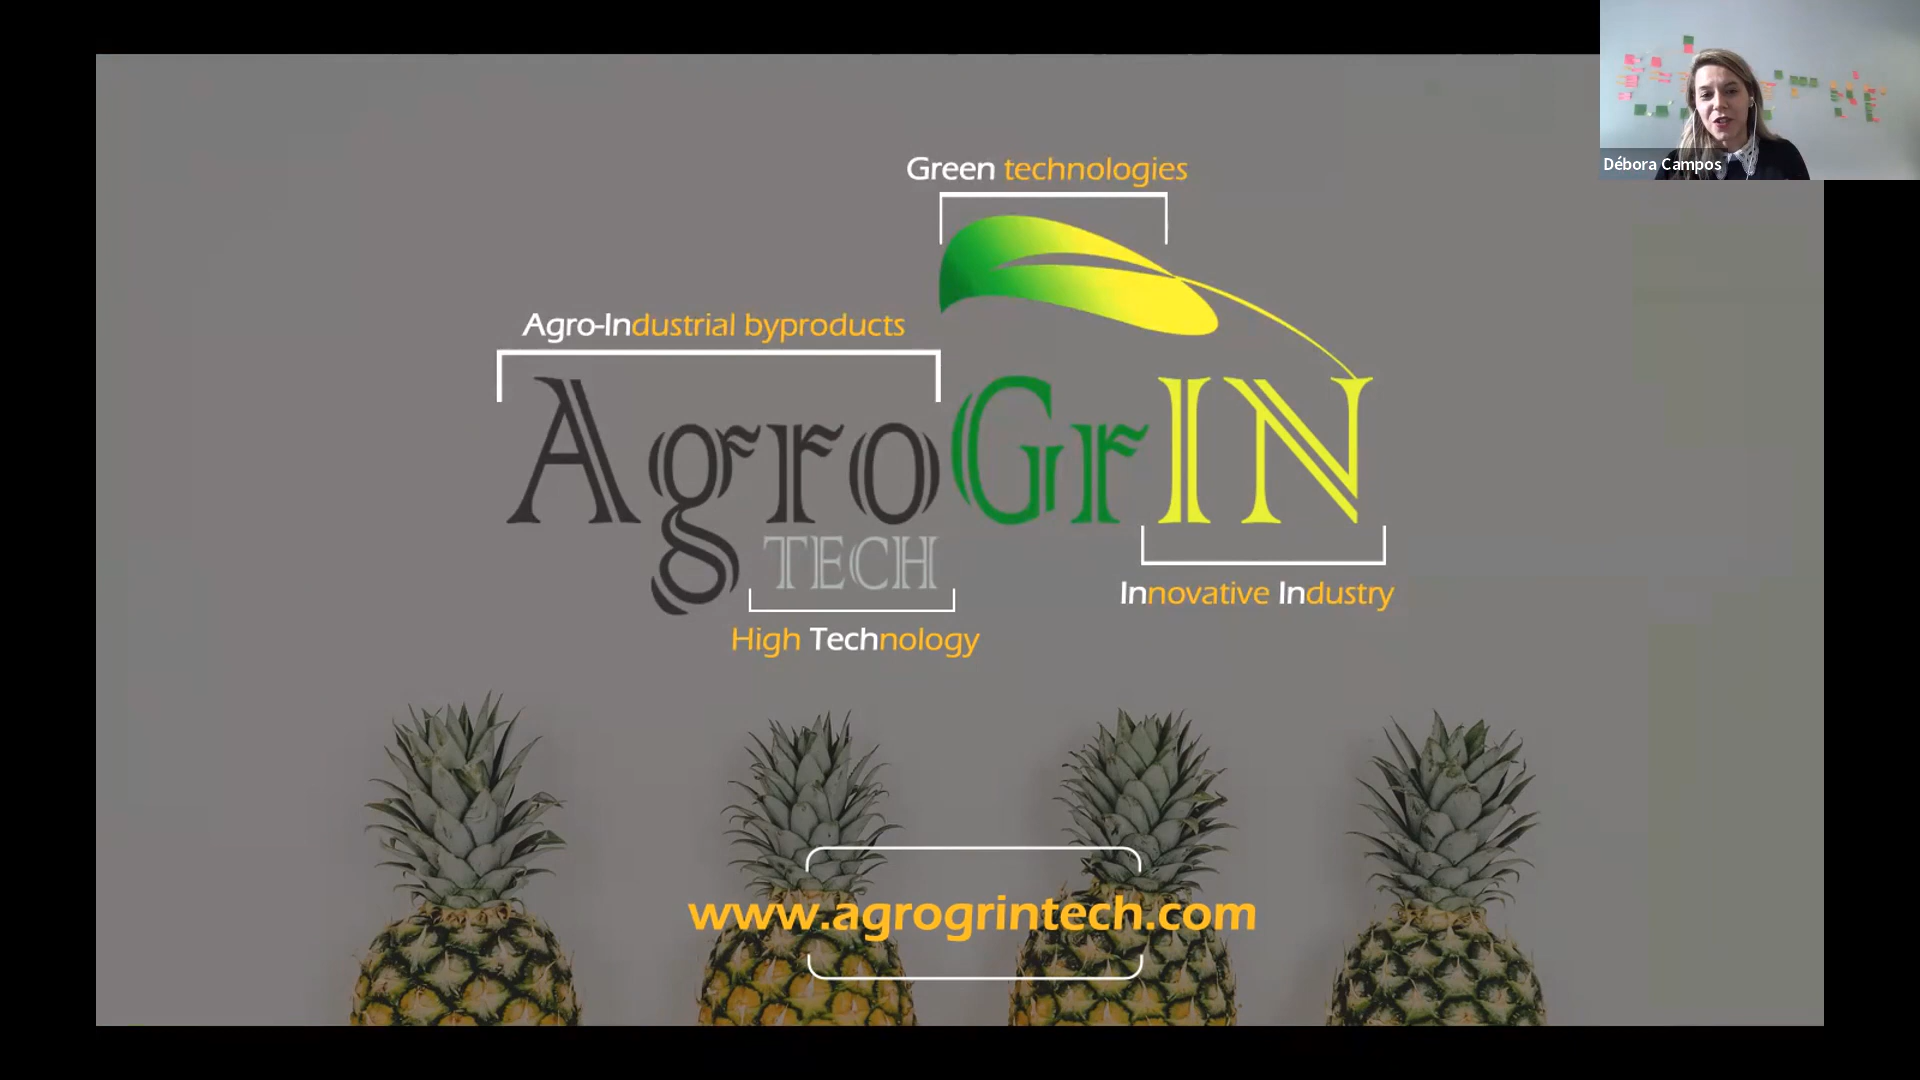 Débora Campos
Green technologies
Agro-Industrial byproducts
AgroGrIN
TECH
Innovative Industry
High Technology
www.agrogrintech.com